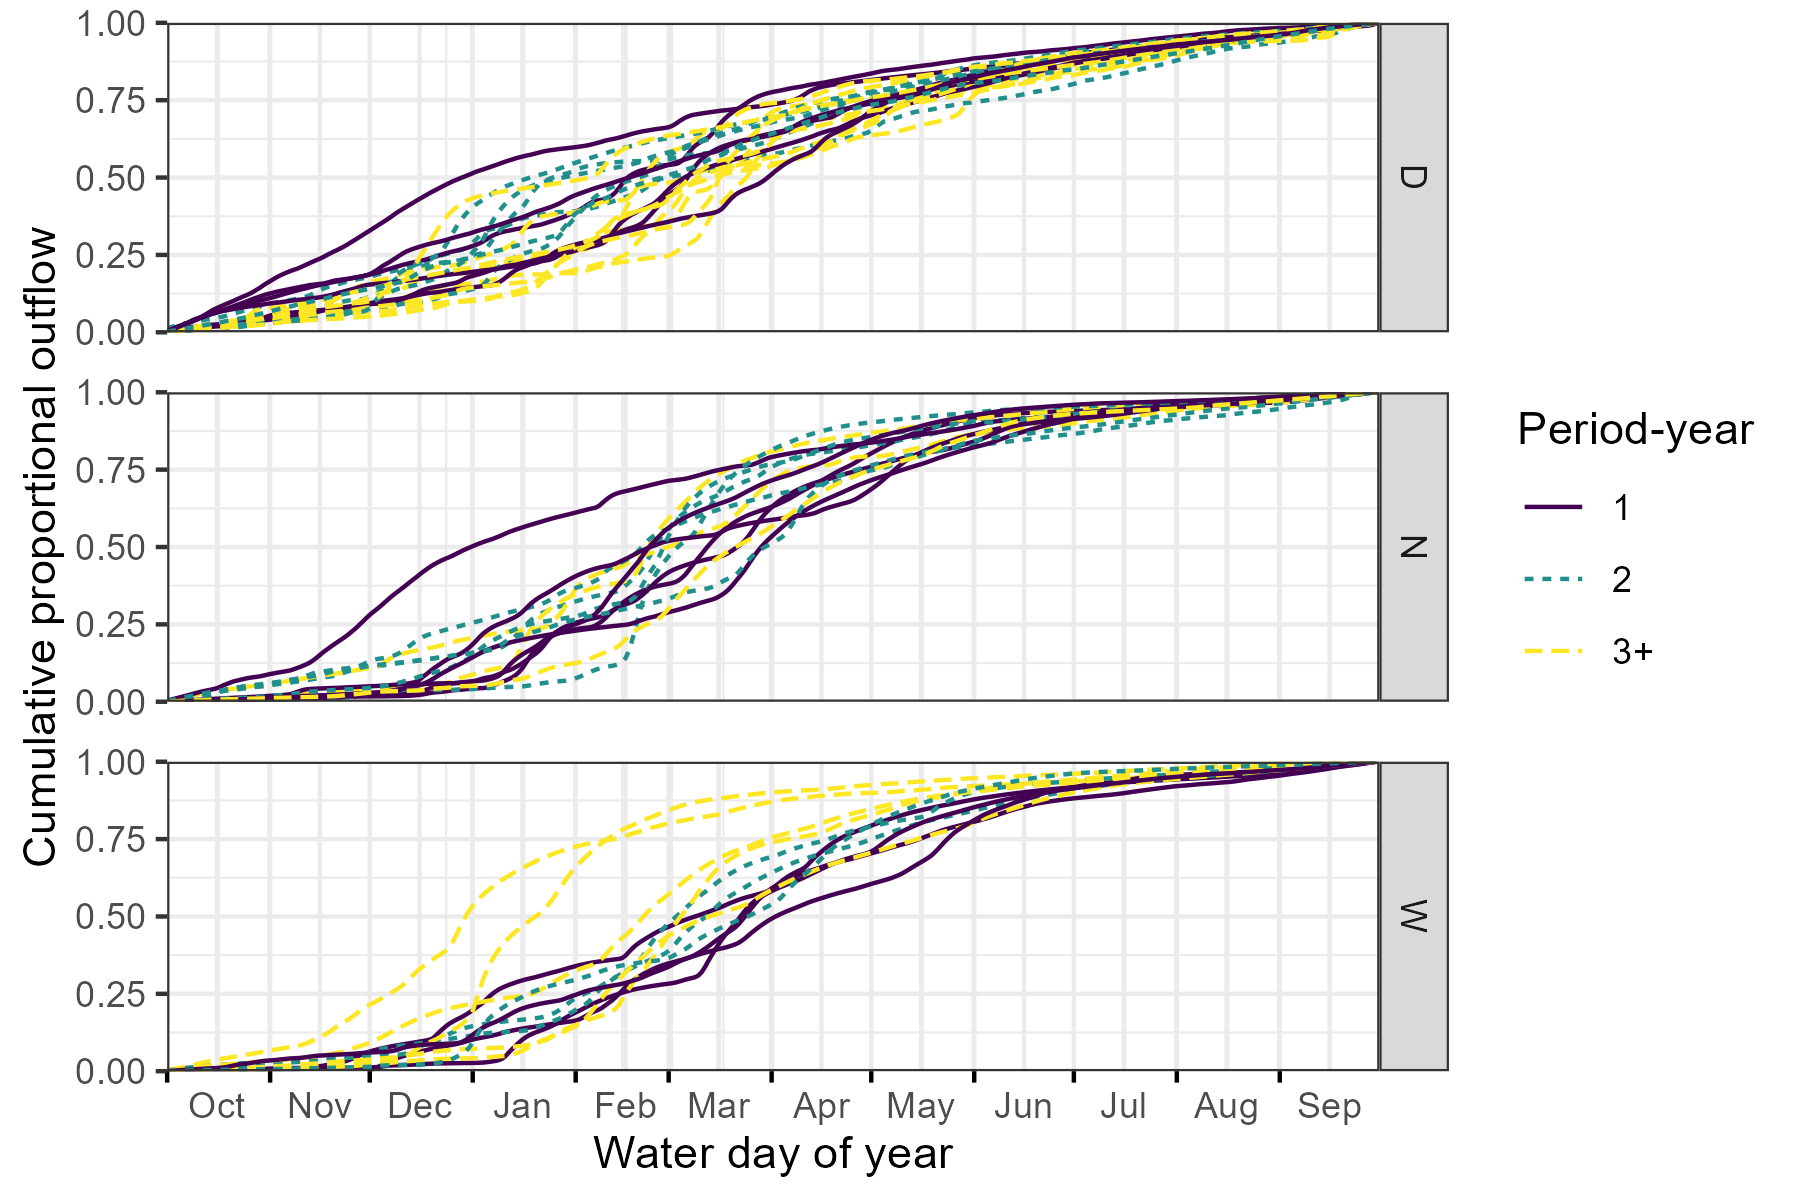 Cumulative proportional outflow
1.00
0.75
0.50
0.25
0.00
D
1.00
0.75
0.50
0.25
0.00
N
1.00
0.75
0.50
0.25
0.00
W
Oct Nov Dec Jan Feb Mar Apr May Jun Jul Aug Sep
Water day of year
Period-year
1
2
3+